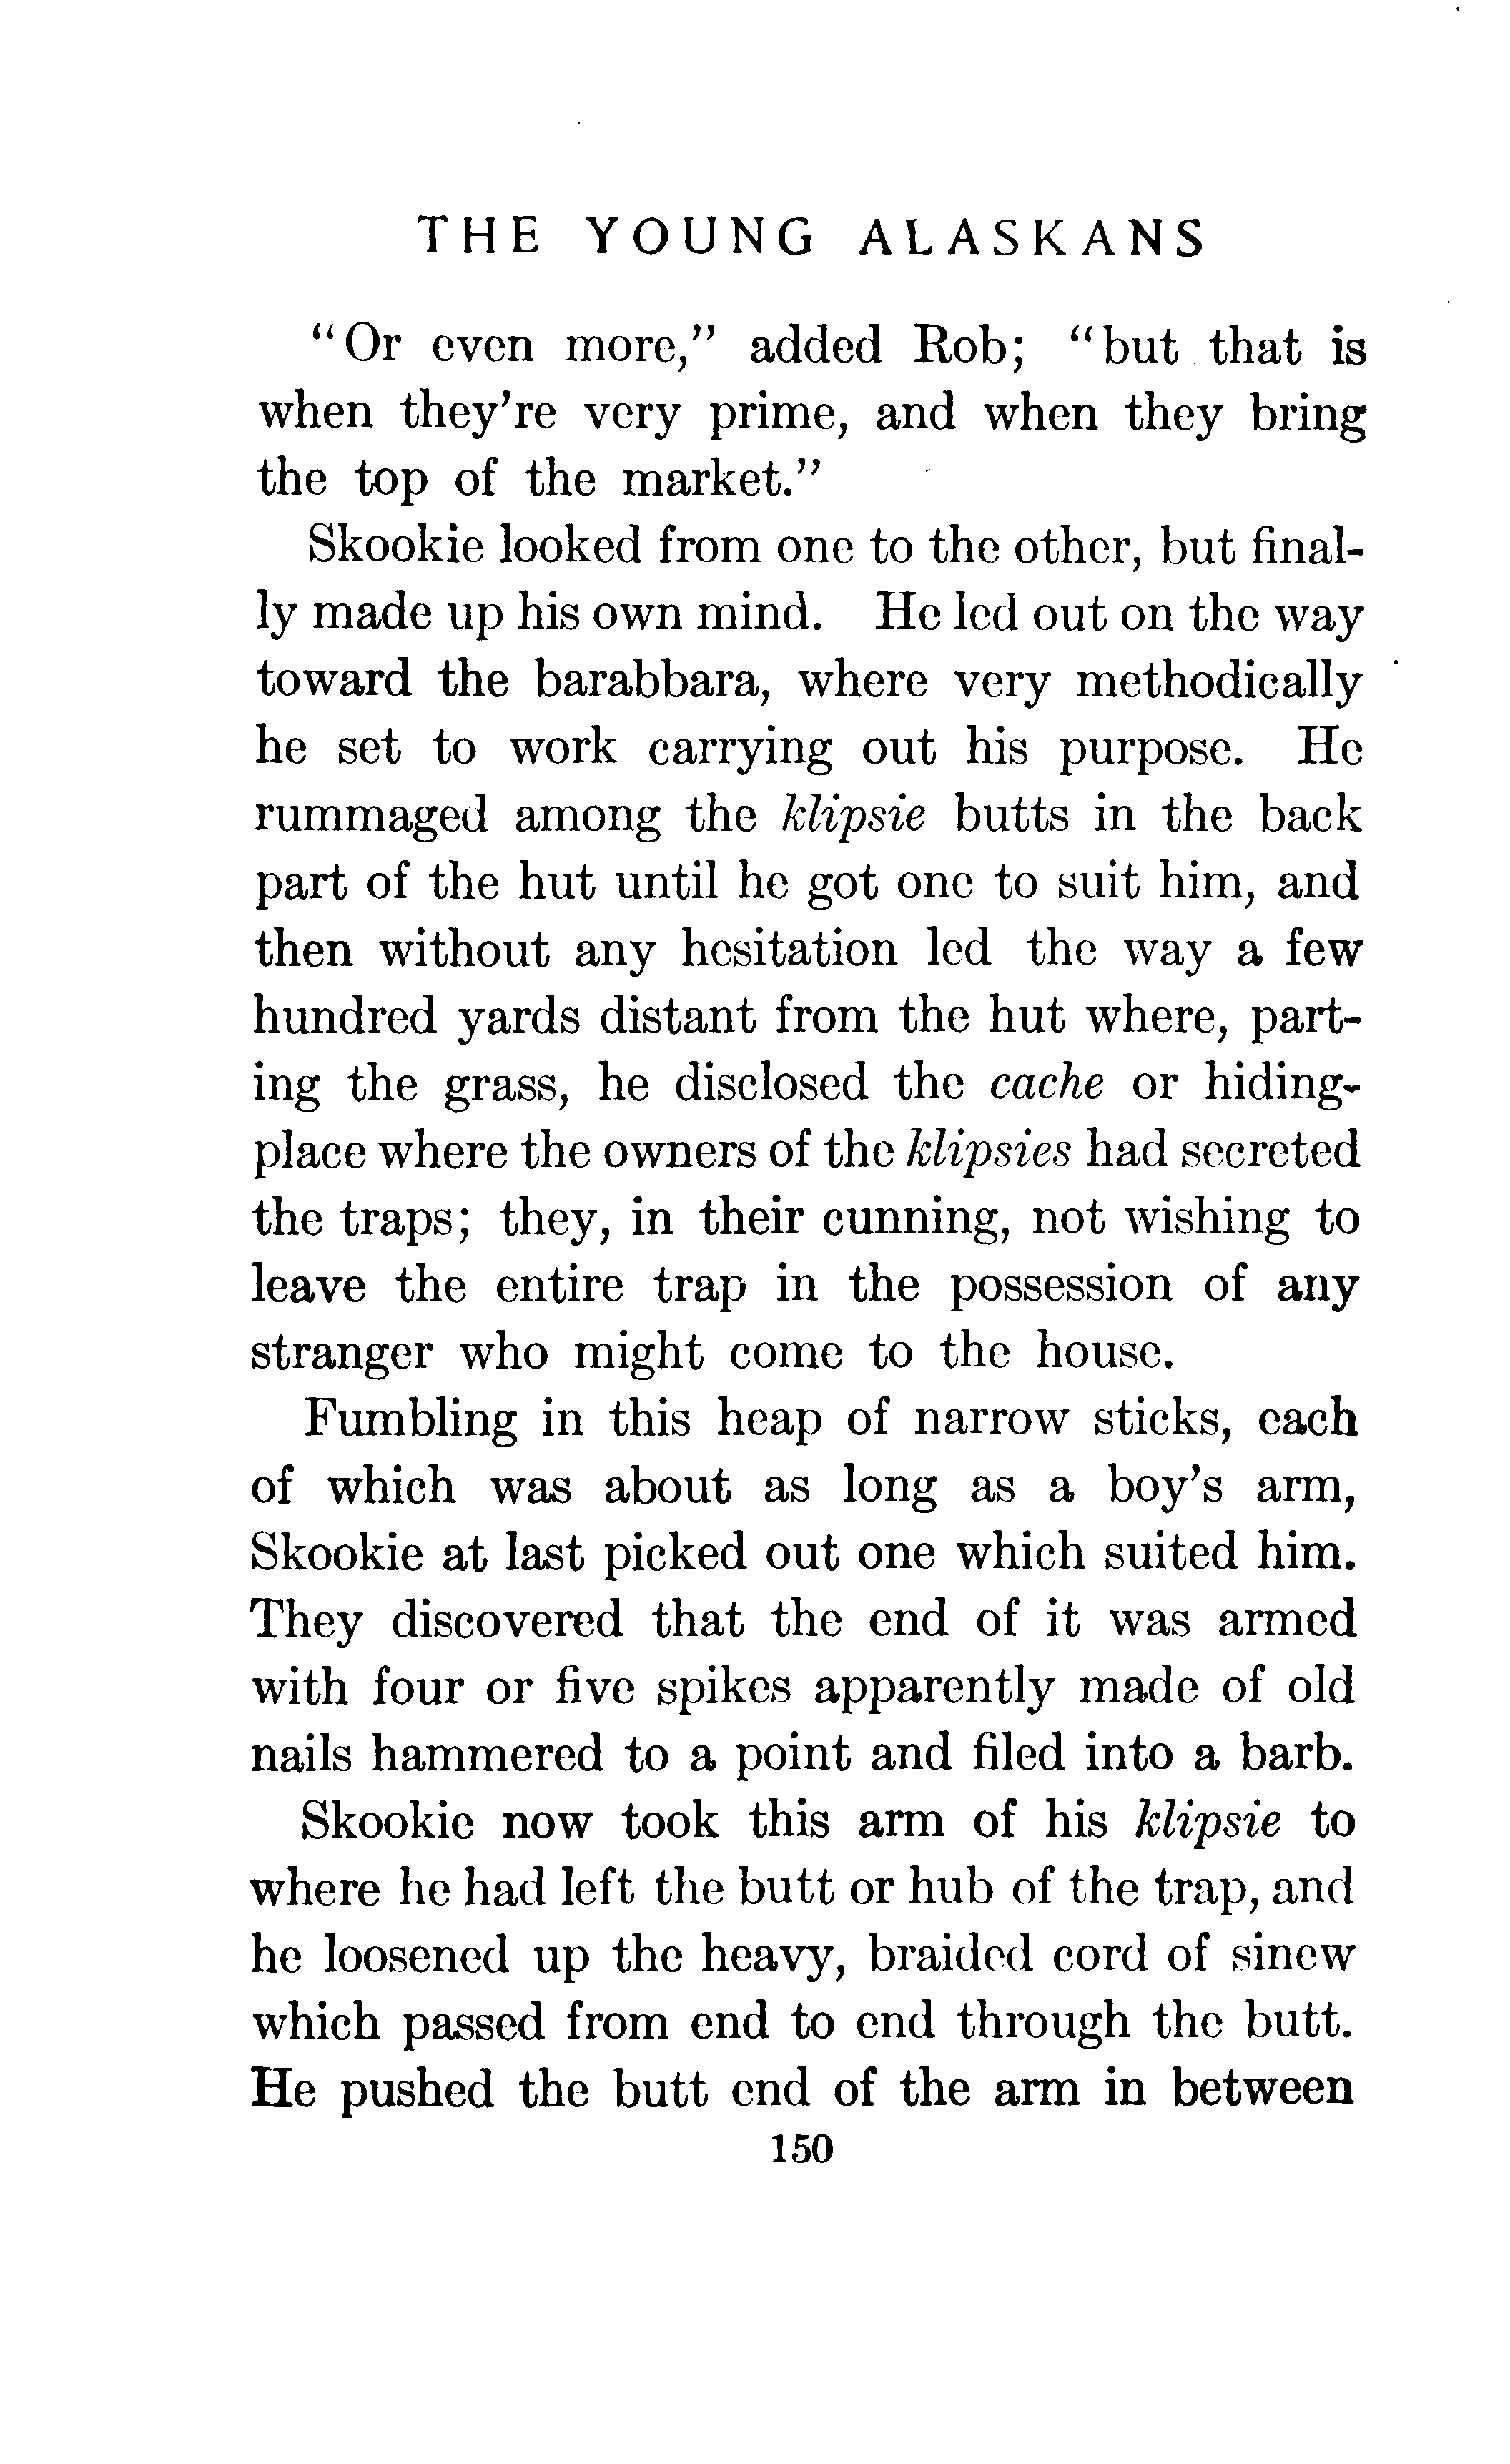 THE YOUNG ALASKANS
"Or even more," added Rob; "but that is
when they're very prime, and when they bring
the top of the market."
Skookie looked from one to the other, but final-
ly made up his own mind. He led out on the way
toward the barabbara, where very methodically
he set to work carrying out his purpose. He
rummaged among the klipsie butts in the back
part of the hut until he got one to suit him, and
then without any hesitation led the way a few
hundred yards distant from the hut where, part-
ing the grass, he disclosed the cache or hiding-
place where the owners of the klipsies had secreted
the traps; they, in their cunning, not wishing to
leave the entire trap in the possession of any
stranger who might come to the house.
Fumbling in this heap of narrow sticks, each
of which was about as long as a boy's arm,
Skookie at last picked out one which suited him.
They discovered that the end of it was armed
with four or five spikes apparently made of old
nails hammered to a point and filed into a barb.
Skookie now took this arm of his klipsie to
where he had left the butt or hub of the trap, and
he loosened up the heavy, braided cord of sinew
which passed from end to end through the butt.
He pushed the butt end of the arm in between
150